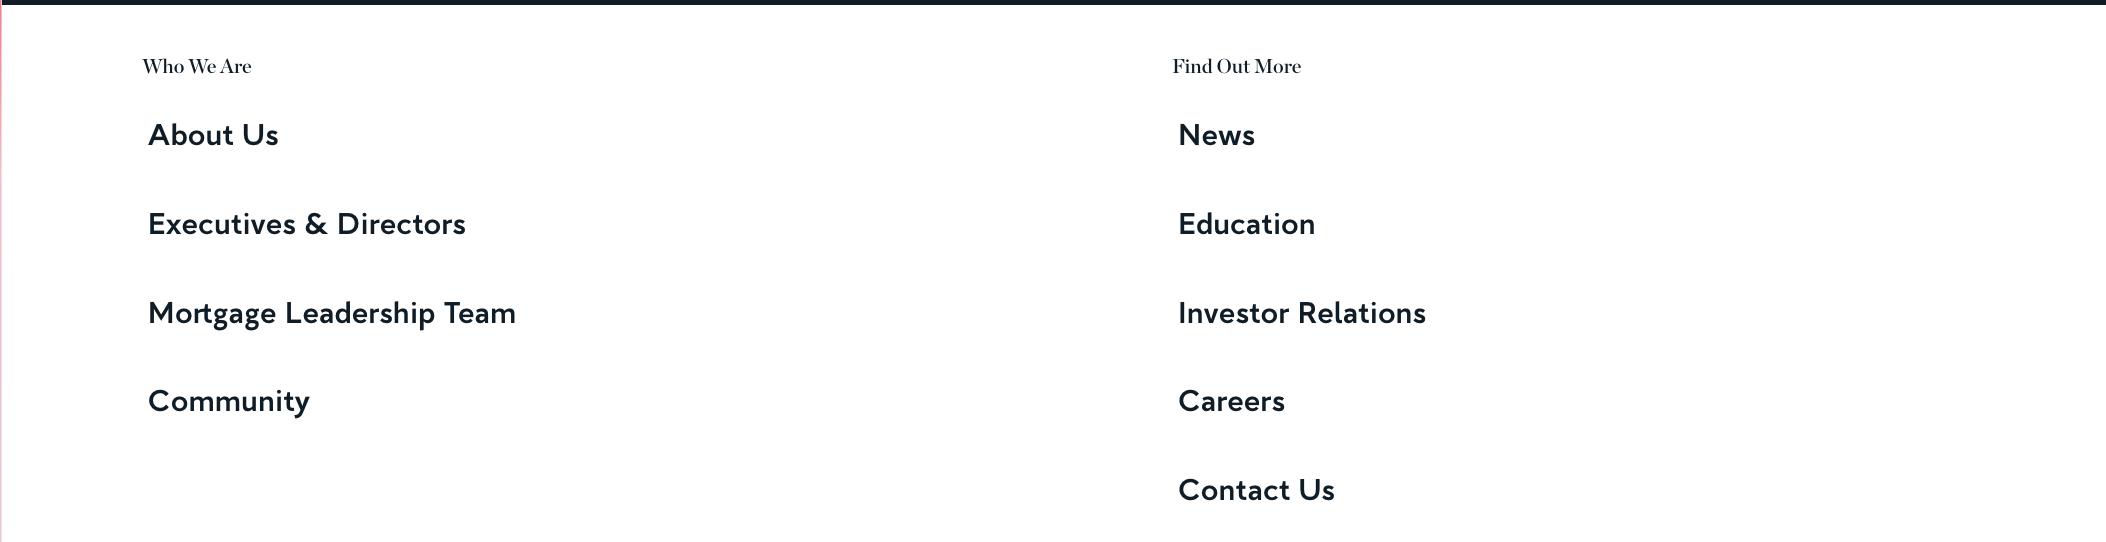 Who We Are
About Us
Executives & Directors
Mortgage Leadership Team
Community
Find Out More
News
Education
Investor Relations
Careers
Contact Us